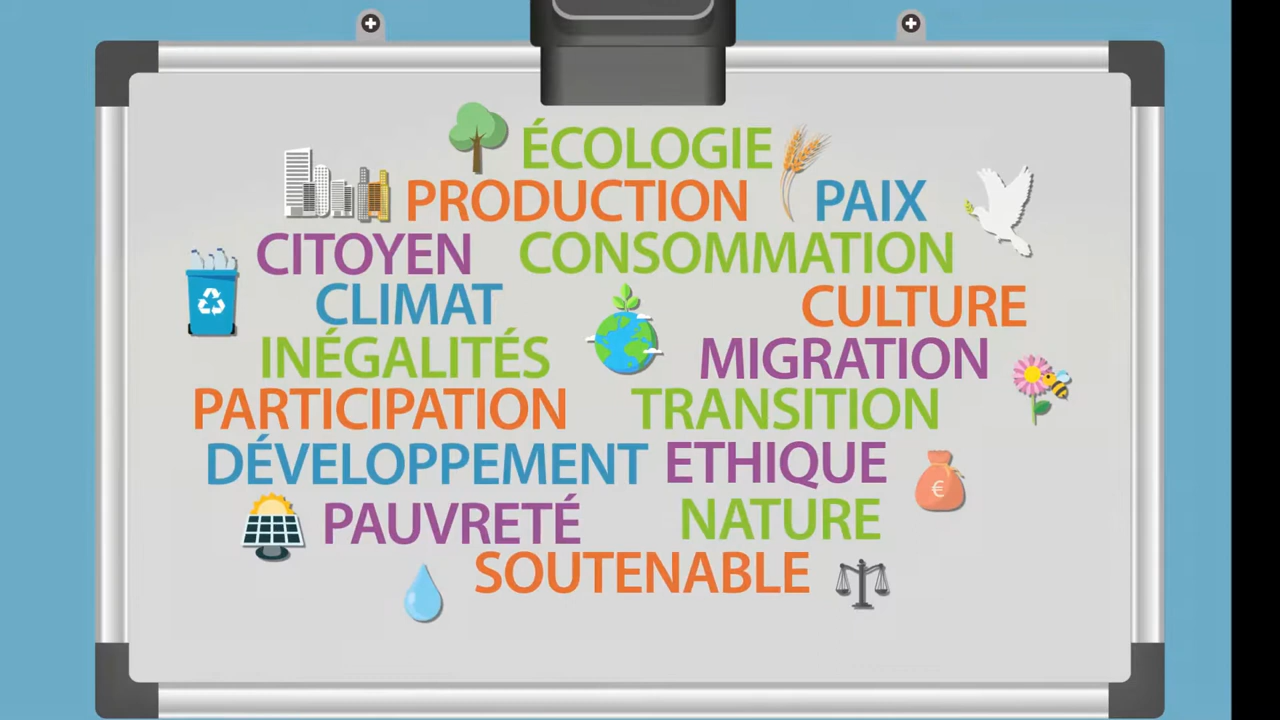 ÉCOLOGIE
PRODUCTION PAIX
CITOYEN CONSOMMATION
CLIMAT CULTURE
INÉGALITÉS MIGRATION
PARTICIPATION TRANSITION
DÉVELOPPEMENT ETHIQUE
€
PAUVRETÉ NATURE
SOUTENABLE